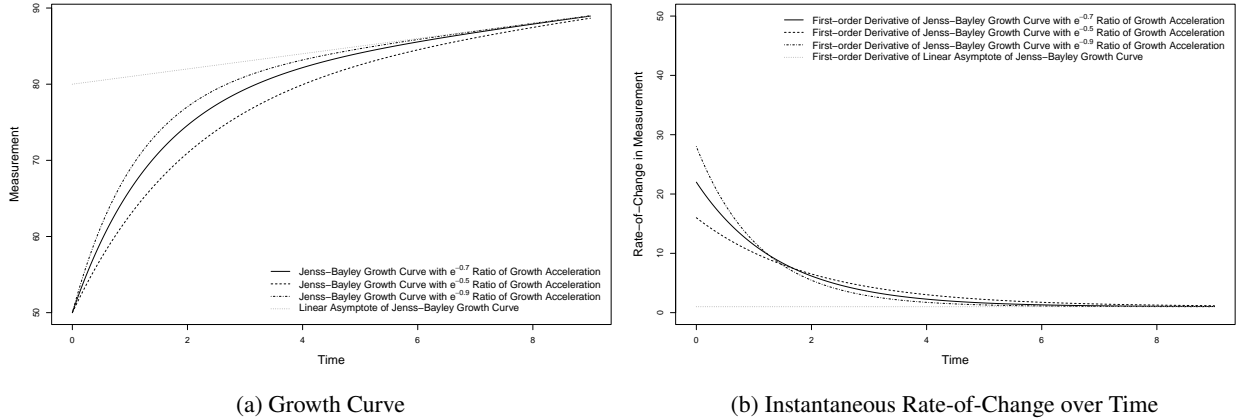 90
80
70
60
50
Measurement
Jenss−Bayley Growth Curve with e−0.7 Ratio of Growth Acceleration
Jenss−Bayley Growth Curve with e−0.5 Ratio of Growth Acceleration
Jenss−Bayley Growth Curve with e−0.9 Ratio of Growth Acceleration
Linear Asymptote of Jenss−Bayley Growth Curve
0 2 4 6 8
Time
(a) Growth Curve
50
40
30
20
10
0
Rate−of−Change in Measurement
First−order Derivative of Jenss−Bayley Growth Curve with e−0.7 Ratio of Growth Acceleration
First−order Derivative of Jenss−Bayley Growth Curve with e−0.5 Ratio of Growth Acceleration
First−order Derivative of Jenss−Bayley Growth Curve with e−0.9 Ratio of Growth Acceleration
First−order Derivative of Linear Asymptote of Jenss−Bayley Growth Curve
0 2 4 6 8
Time
(b) Instantaneous Rate-of-Change over Time